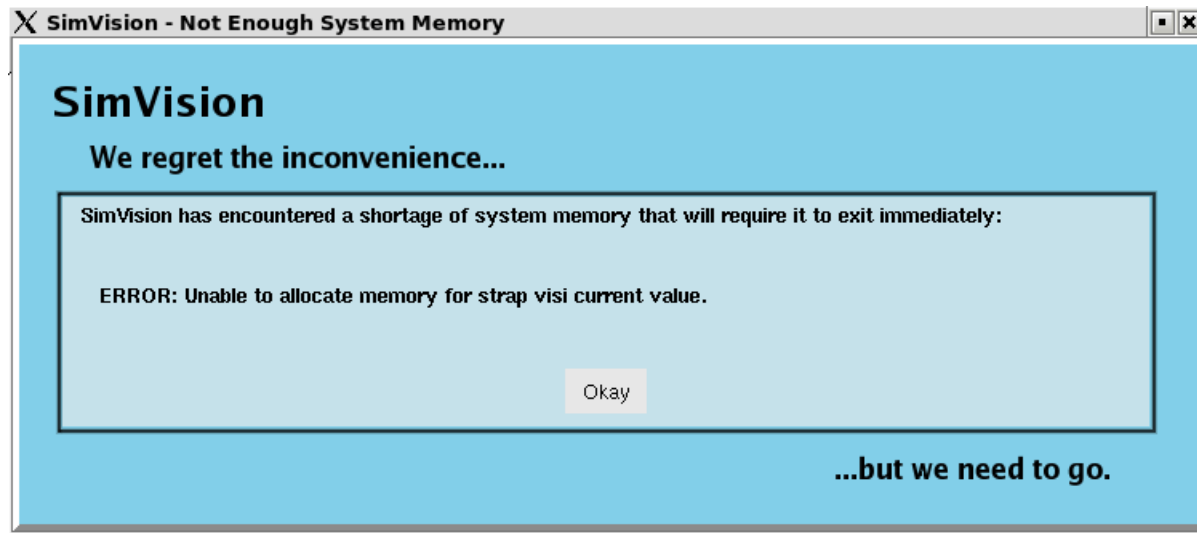 SimVision - Not Enough System Memory
SimVision
We regret the inconvenience...
SimVision has encountered a shortage of system memory that will require it to exit immediately:
ERROR: Unable to allocate memory for strap visi current value.
Okay
...but we need to go.